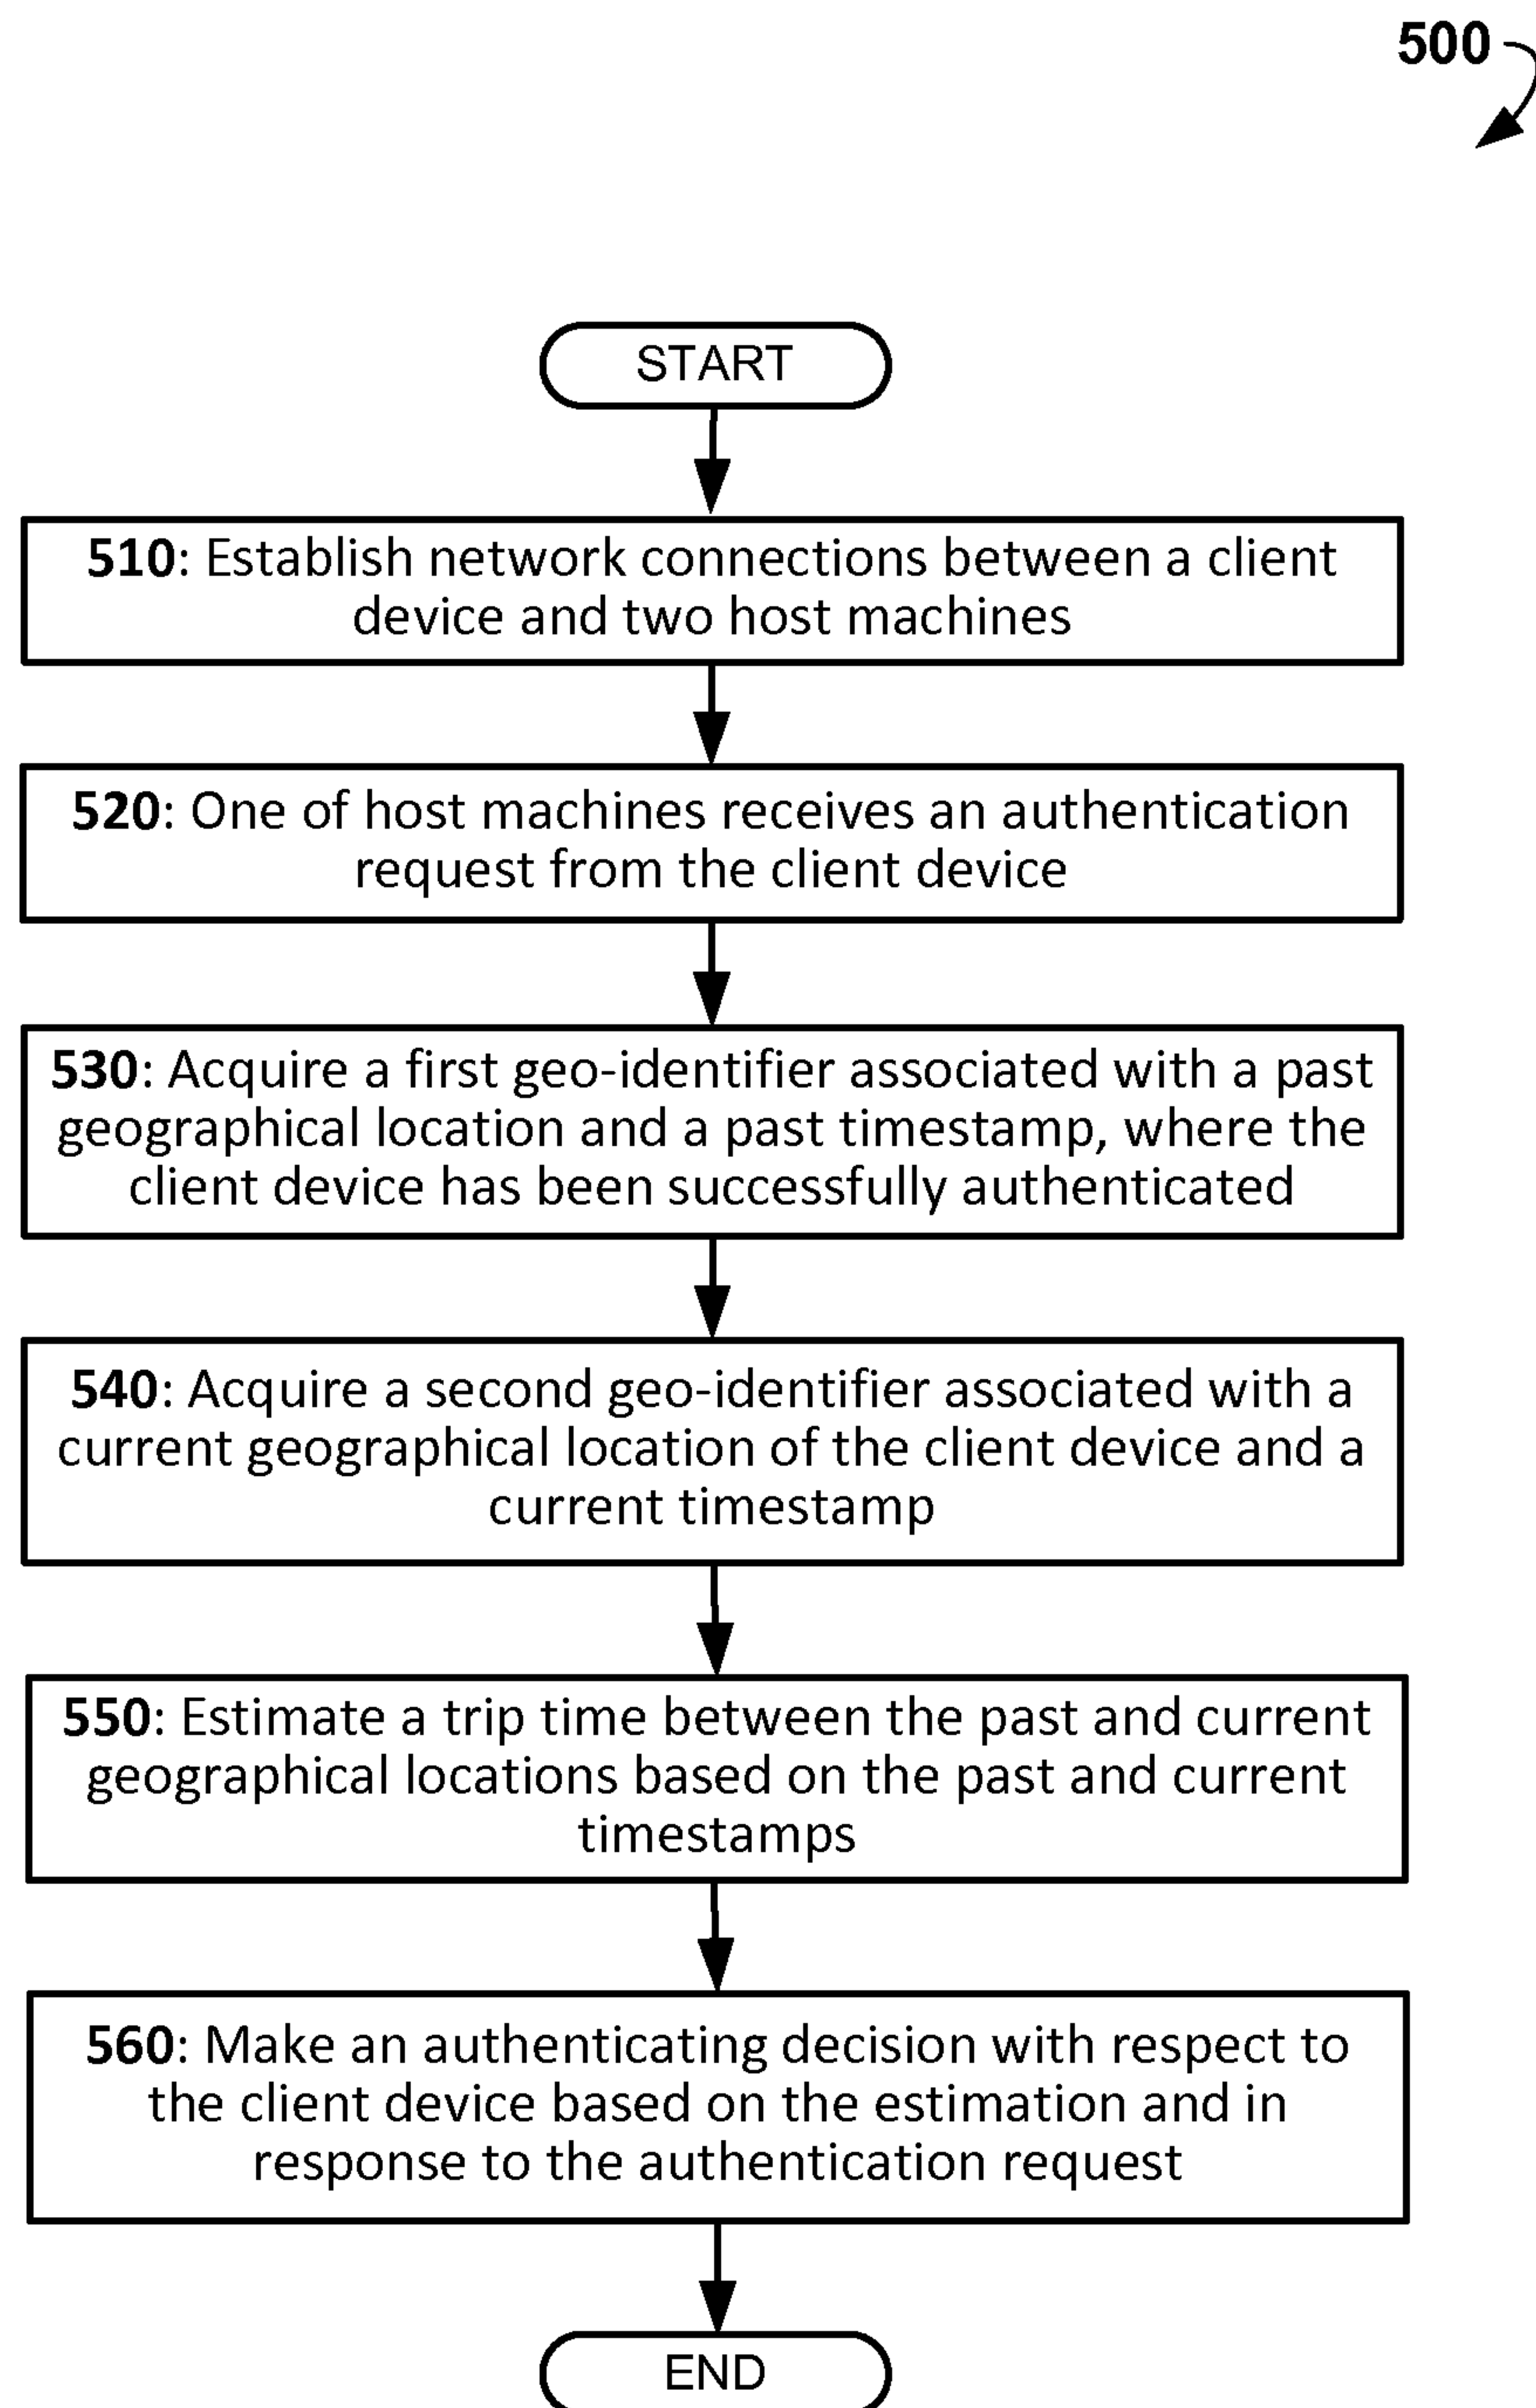 500
START
510: Establish network connections between a client
device and two host machines
520: One of host machines receives an authentication
request from the client device
530: Acquire a first geo-identifier associated with a past
geographical location and a past timestamp, where the
client device has been successfully authenticated
540: Acquire a second geo-identifier associated with a
current geographical location of the client device and a
current timestamp
550: Estimate a trip time between the past and current
geographical locations based on the past and current
timestamps
560: Make an authenticating decision with respect to
the client device based on the estimation and in
response to the authentication request
END